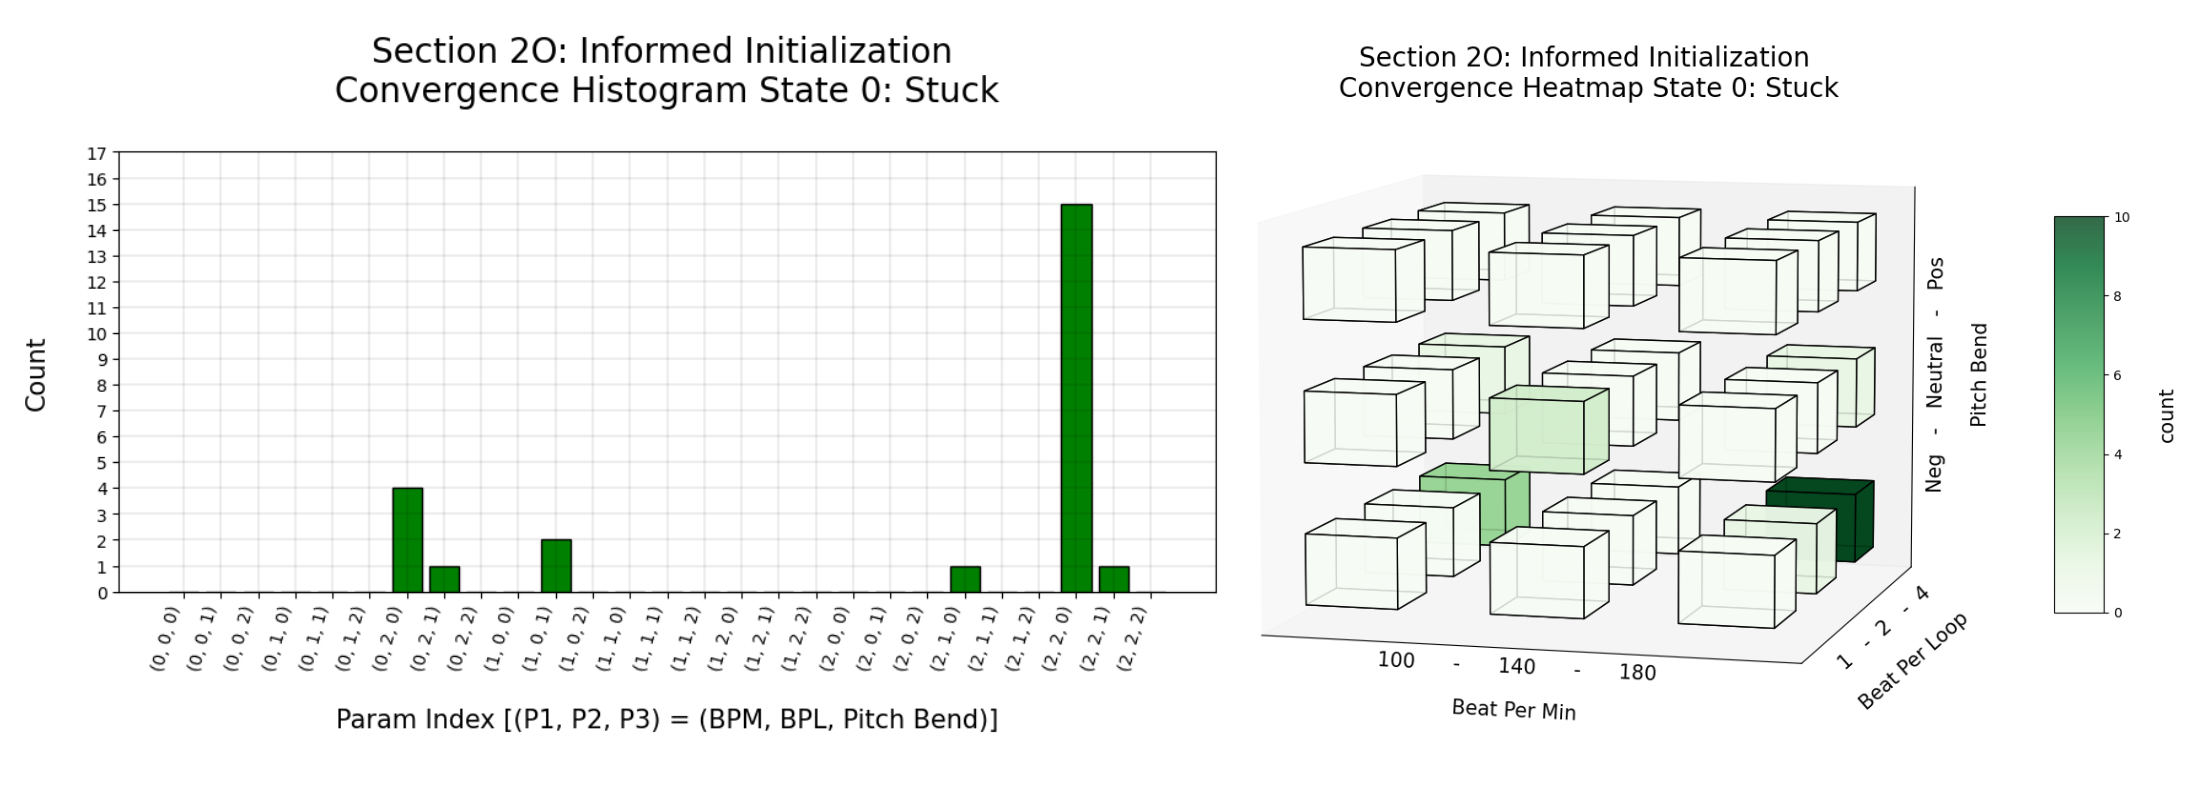 Section 2O: Informed Initialization
Convergence Histogram State 0: Stuck
17
16
15
14
13
12
11
10
9
8
7
6
5
4
3
2
1
0
Count
(0, 0, 0)
(0, 0, 1)
(0, 0, 2)
(0, 1, 0)
(0, 1, 1)
(0, 1, 2)
(0, 2, 0)
(0, 2, 1)
(0, 2, 2)
(1, 0, 0)
(1, 0, 1)
(1, 0, 2)
(1, 1, 0)
(1, 1, 1)
(1, 1, 2)
(1, 2, 0)
(1, 2, 1)
(1, 2, 2)
(2, 0, 0)
(2, 0, 1)
(2, 0, 2)
(2, 1, 0)
(2, 1, 1)
(2, 1, 2)
(2, 2, 0)
(2, 2, 1)
(2, 2, 2)
Param Index [(P1, P2, P3) = (BPM, BPL, Pitch Bend)]
Section 2O: Informed Initialization
Convergence Heatmap State 0: Stuck
100 - 140 - 180
Beat Per Min
1 - 2 - 4
Beat Per Loop
Neg - Neutral - Pos
Pitch Bend
10
8
6
4
2
0
count